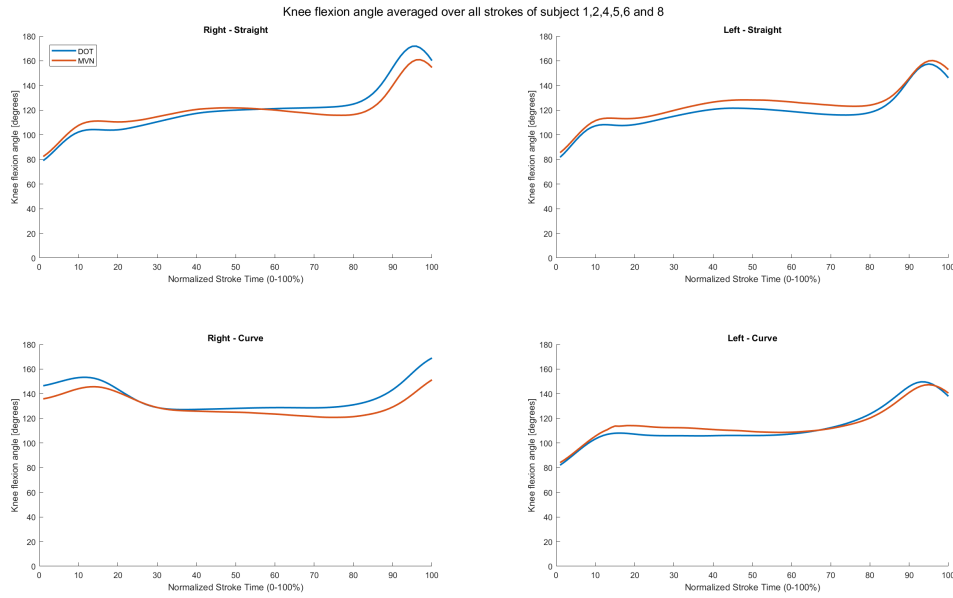 Knee flexion angle averaged over all strokes of subject 1,2,4,5,6 and 8
Right - Straight
DOT
MVN
Knee flexion angle [degrees]
180
160
140
120
100
80
60
40
20
0
0 10 20 30 40 50 60 70 80 90 100
Normalized Stroke Time (0-100%)
Left - Straight
Knee flexion angle [degrees]
180
160
140
120
100
80
60
40
20
0
0 10 20 30 40 50 60 70 80 90 100
Normalized Stroke Time (0-100%)
Right - Curve
Knee flexion angle [degrees]
180
160
140
120
100
80
60
40
20
0
0 10 20 30 40 50 60 70 80 90 100
Normalized Stroke Time (0-100%)
Left - Curve
Knee flexion angle [degrees]
180
160
140
120
100
80
60
40
20
0
0 10 20 30 40 50 60 70 80 90 100
Normalized Stroke Time (0-100%)